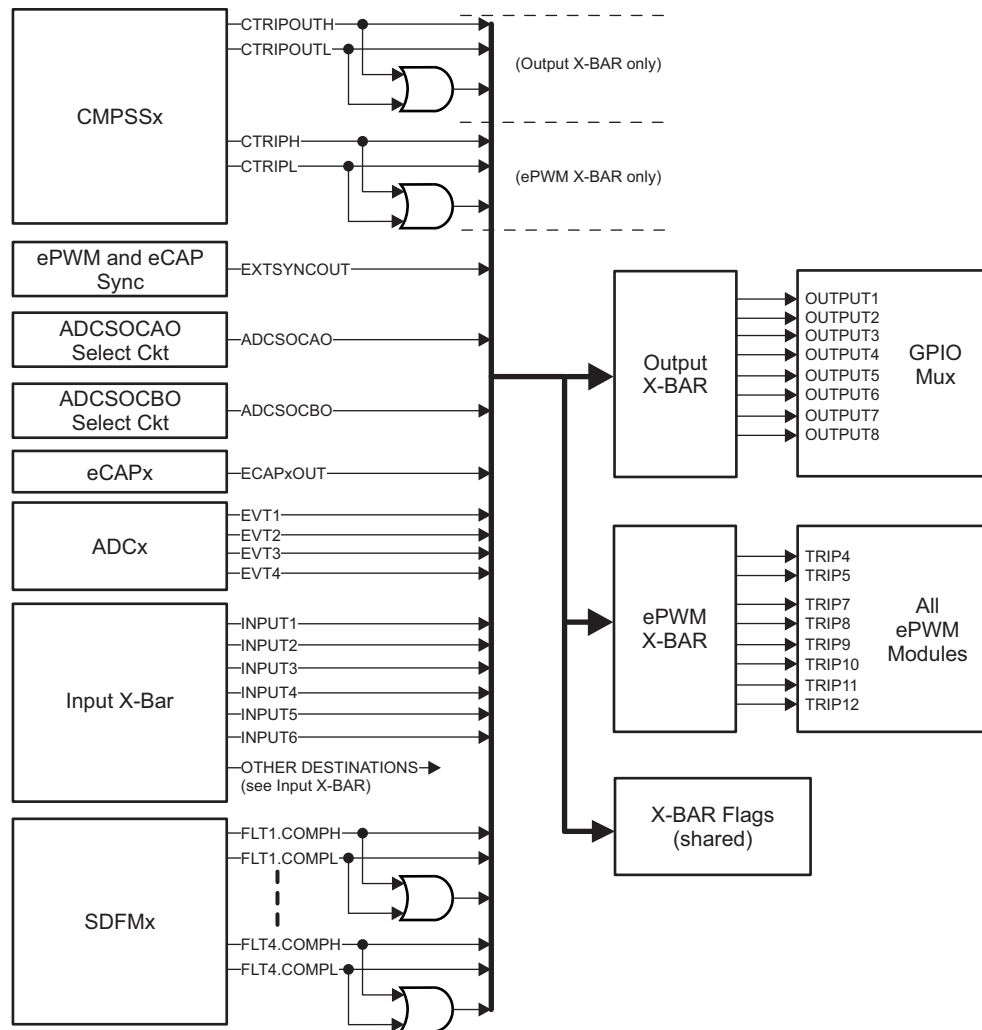 CTRIPOUTH
CTRIPOUTL
(Output X-BAR only)
CMPSSx
CTRIPH
CTRIPL
(ePWM X-BAR only)
ePWM and eCAP
Sync
EXTSYNCOUT
ADCSOCAO
Select Ckt
ADCSOCAO
ADCSOCBO
Select Ckt
ADCSOCBO
eCAPx
ECAPxOUT
ADCx
EVT1
EVT2
EVT3
EVT4
Input X-Bar
INPUT1
INPUT2
INPUT3
INPUT4
INPUT5
INPUT6
OTHER DESTINATIONS
(see Input X-BAR)
SDFMx
FLT1.COMPH
FLT1.COMPL
FLT4.COMPH
FLT4.COMPL
Output
X-BAR
OUTPUT1
OUTPUT2
OUTPUT3
OUTPUT4
OUTPUT5
OUTPUT6
OUTPUT7
OUTPUT8
GPIO
Mux
ePWM
X-BAR
TRIP4
TRIP5
TRIP7
TRIP8
TRIP9
TRIP10
TRIP11
TRIP12
All
ePWM
Modules
X-BAR Flags
(shared)